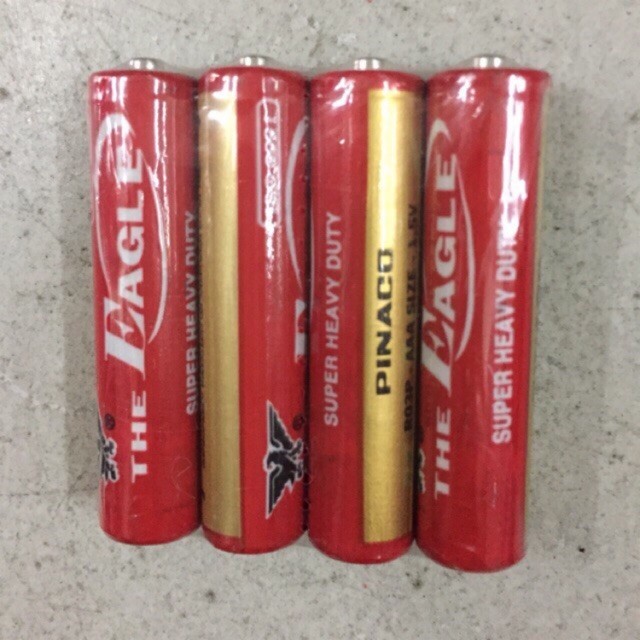 THE EAGLE ®
SUPER HEAVY DUTY
®
SUPER HEAVY DUTY
PINACO
R03P - AAA SIZE - 1.5V
THE EAGLE
SUPER HEAVY DUTY